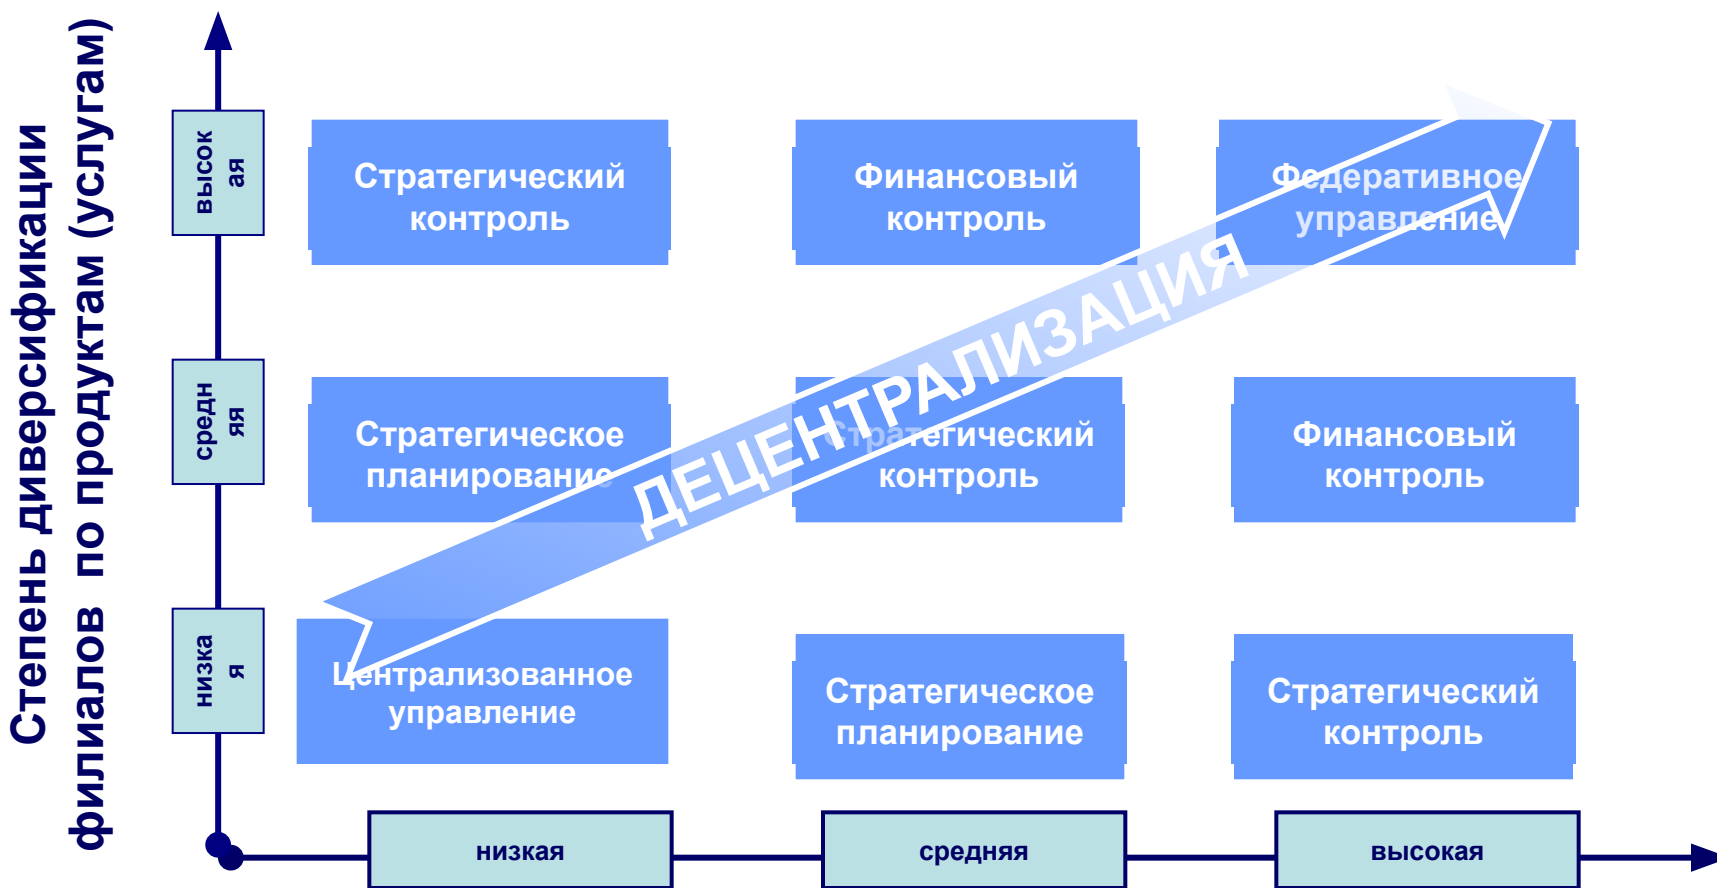 Степень диверсификации
филиалов по продуктам (услугам)
высок
ая
Стратегический
контроль
Финансовый
контроль
Федеративное
управление
ДЕЦЕНТРАЛИЗАЦИЯ
средн
яя
Стратегическое
планирование
Стратегический
контроль
Финансовый
контроль
низка
я
Централизованное
управление
Стратегическое
планирование
Стратегический
контроль
низкая
средняя
высокая